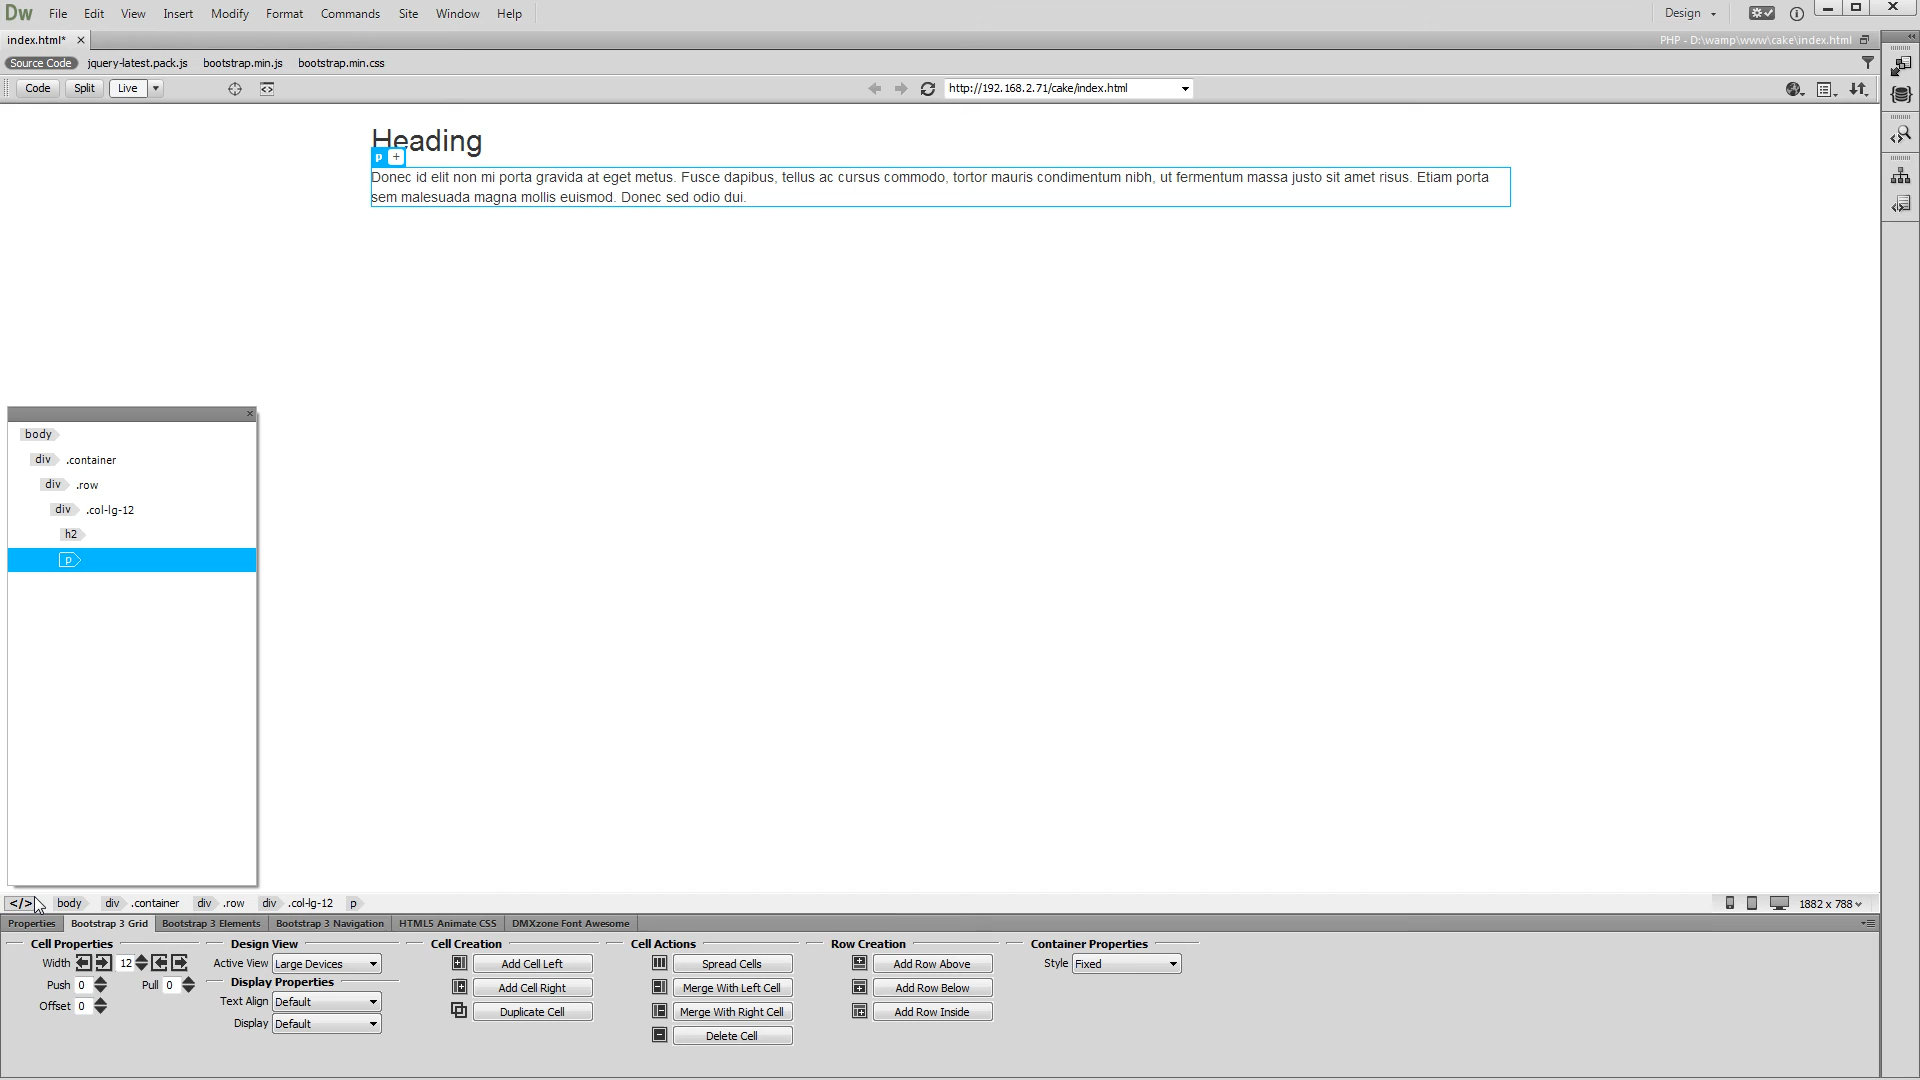 Dw File Edit View Insert Modify Format Commands Site Window Help Design
index.html* PHP - D:\wamp\www\cake\index.html
Source Code jquery-latest.pack.js bootstrap.min.js bootstrap.min.css
Code Split Live http://192.168.2.71/cake/index.html
Heading
p +
Donec id elit non mi porta gravida at eget metus. Fusce dapibus, tellus ac cursus commodo, tortor mauris condimentum nibh, ut fermentum massa justo sit amet risus. Etiam porta
sem malesuada magna mollis euismod. Donec sed odio dui.
body
div .container
div .row
div .col-lg-12
h2
p
</> body div .container div .row div .col-lg-12 p 1882 x 788
Properties Bootstrap 3 Grid Bootstrap 3 Elements Bootstrap 3 Navigation HTML5 Animate CSS DMXzone Font Awesome
Cell Properties Design View Cell Creation Cell Actions Row Creation Container Properties
Width 12 Active View Large Devices Add Cell Left Spread Cells Add Row Above Style Fixed
Push 0 Pull 0 Display Properties Add Cell Right Merge With Left Cell Add Row Below
Offset 0 Text Align Default Duplicate Cell Merge With Right Cell Add Row Inside
Display Default Delete Cell